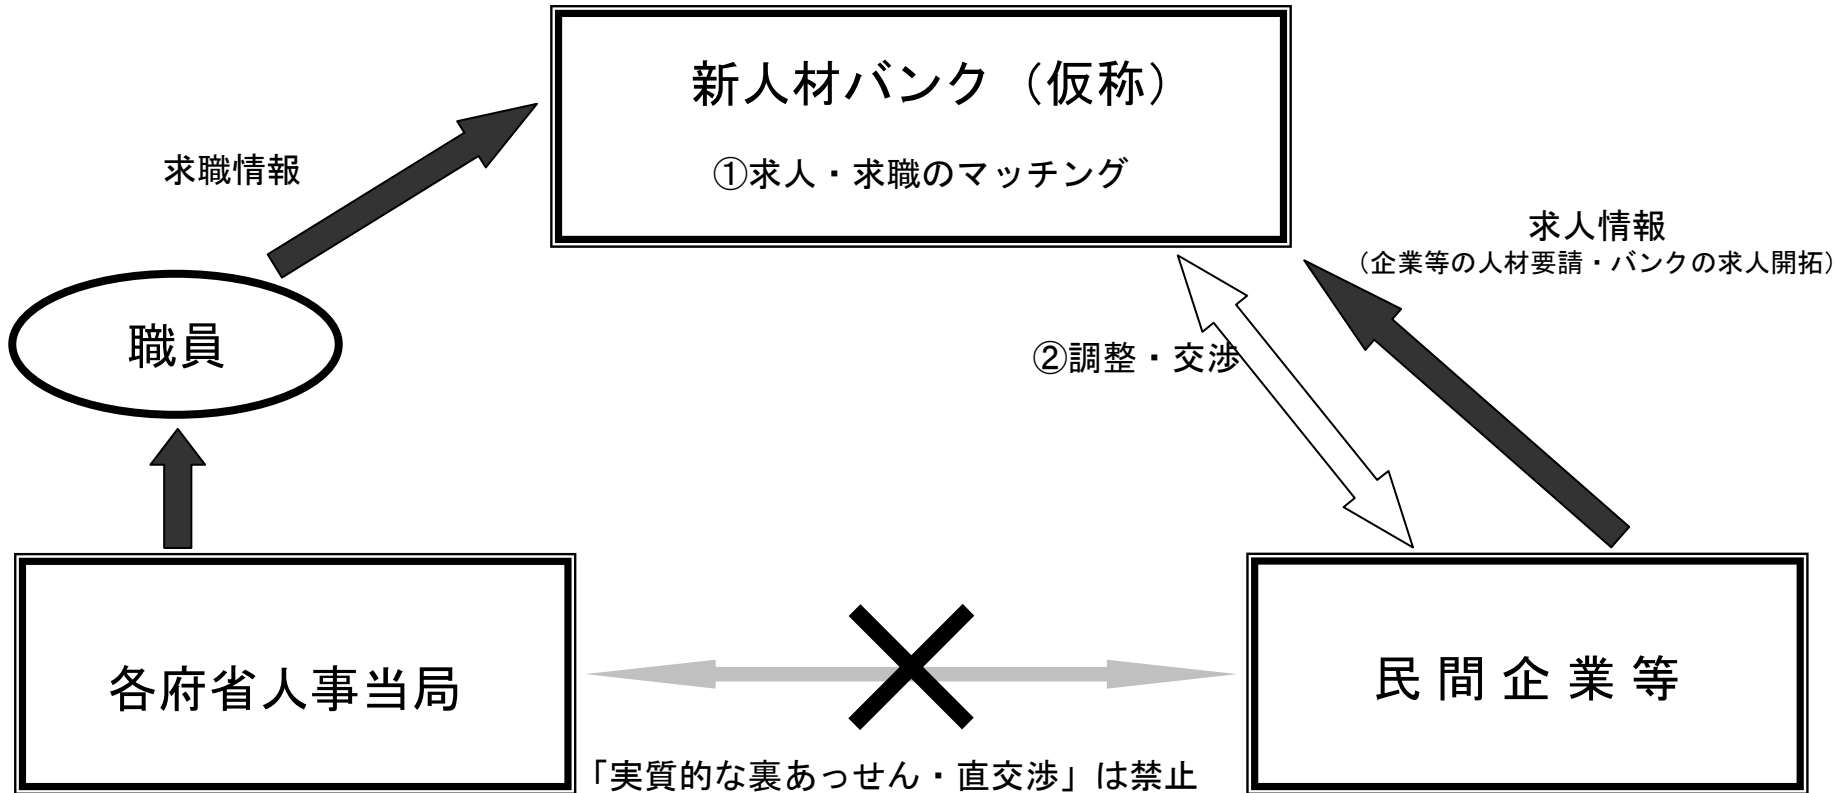 新人材バンク（仮称）
①求人・求職のマッチング
求職情報
求人情報
（企業等の人材要請・バンクの求人開拓）
職員
②調整・交渉
各府省人事当局
民間企業等
「実質的な裏あっせん・直交渉」は禁止